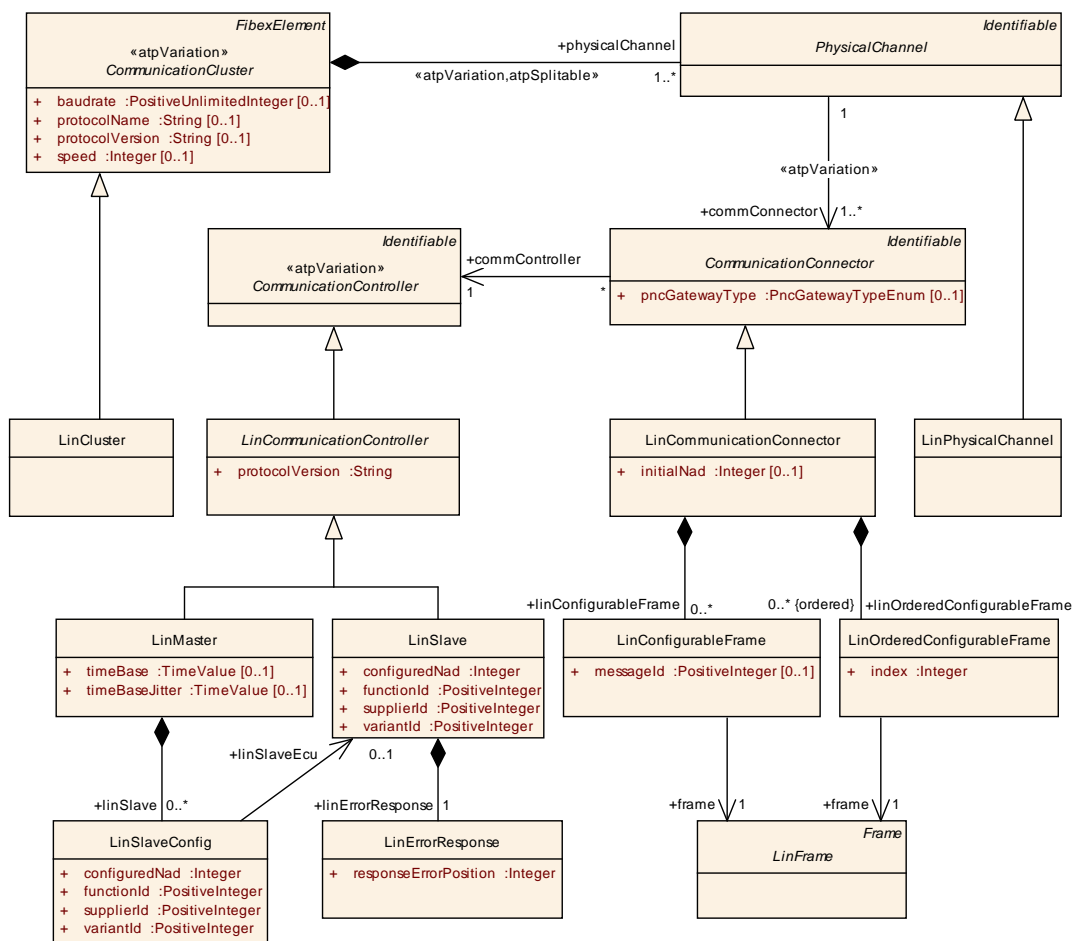 FibexElement
«atpVariation»
CommunicationCluster
+ baudrate :PositiveUnlimitedInteger [0..1]
+ protocolName :String [0..1]
+ protocolVersion :String [0..1]
+ speed :Integer [0..1]
+physicalChannel
«atpVariation,atpSplitable»
1..*
Identifiable
PhysicalChannel
1
«atpVariation»
+commConnector
1..*
Identifiable
«atpVariation»
CommunicationController
+commController
1
*
Identifiable
CommunicationConnector
+ pncGatewayType :PncGatewayTypeEnum [0..1]
LinCluster
LinCommunicationController
+ protocolVersion :String
LinCommunicationConnector
+ initialNad :Integer [0..1]
LinPhysicalChannel
+linConfigurableFrame
0..*
0..* {ordered}
+linOrderedConfigurableFrame
LinMaster
+ timeBase :TimeValue [0..1]
+ timeBaseJitter :TimeValue [0..1]
LinSlave
+ configuredNad :Integer
+ functionId :PositiveInteger
+ supplierId :PositiveInteger
+ variantId :PositiveInteger
LinConfigurableFrame
+ messageId :PositiveInteger [0..1]
LinOrderedConfigurableFrame
+ index :Integer
+linSlaveEcu
0..1
+linSlave
0..*
+linErrorResponse
1
+frame
1
+frame
1
LinSlaveConfig
+ configuredNad :Integer
+ functionId :PositiveInteger
+ supplierId :PositiveInteger
+ variantId :PositiveInteger
LinErrorResponse
+ responseErrorPosition :Integer
Frame
LinFrame